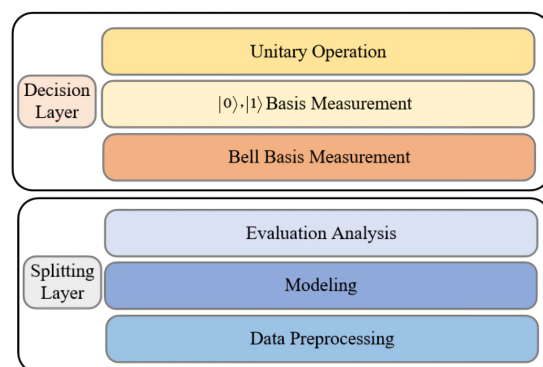 Unitary Operation
Decision
Layer
|0⟩,|1⟩ Basis Measurement
Bell Basis Measurement
Evaluation Analysis
Splitting
Layer
Modeling
Data Preprocessing